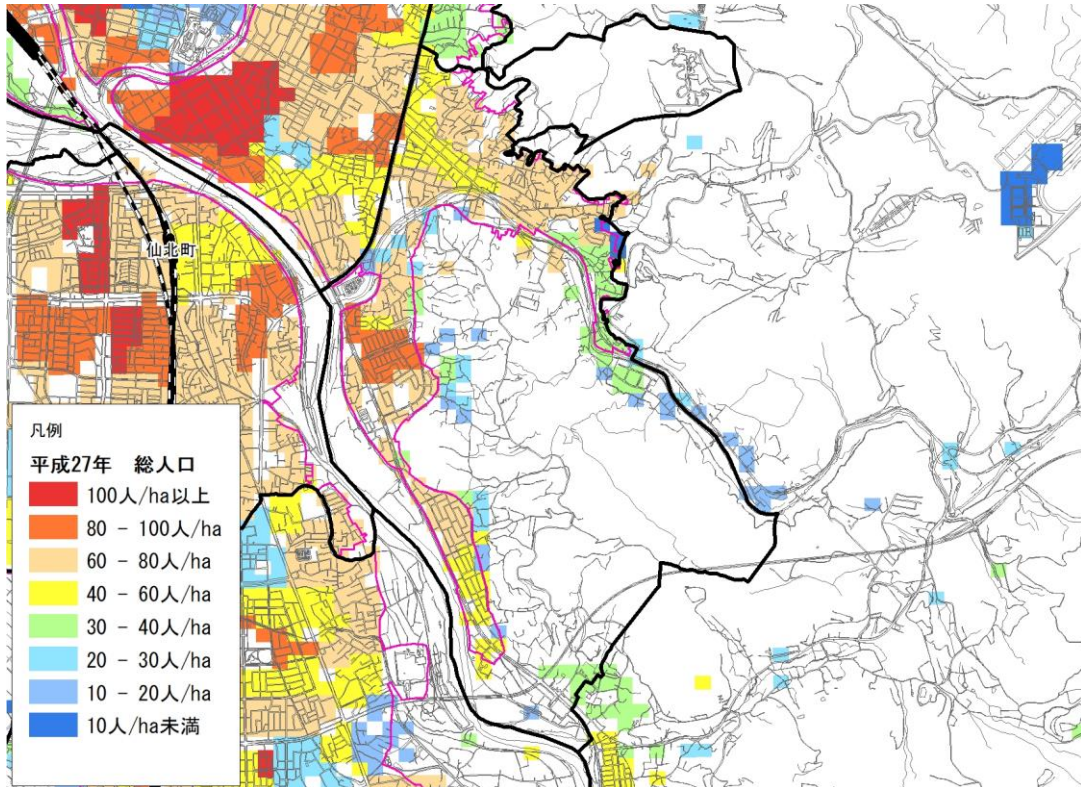 仙北町
凡例
平成27年 総人口
100人/ha以上
80 - 100人/ha
60 - 80人/ha
40 - 60人/ha
30 - 40人/ha
20 - 30人/ha
10 - 20人/ha
10人/ha未満